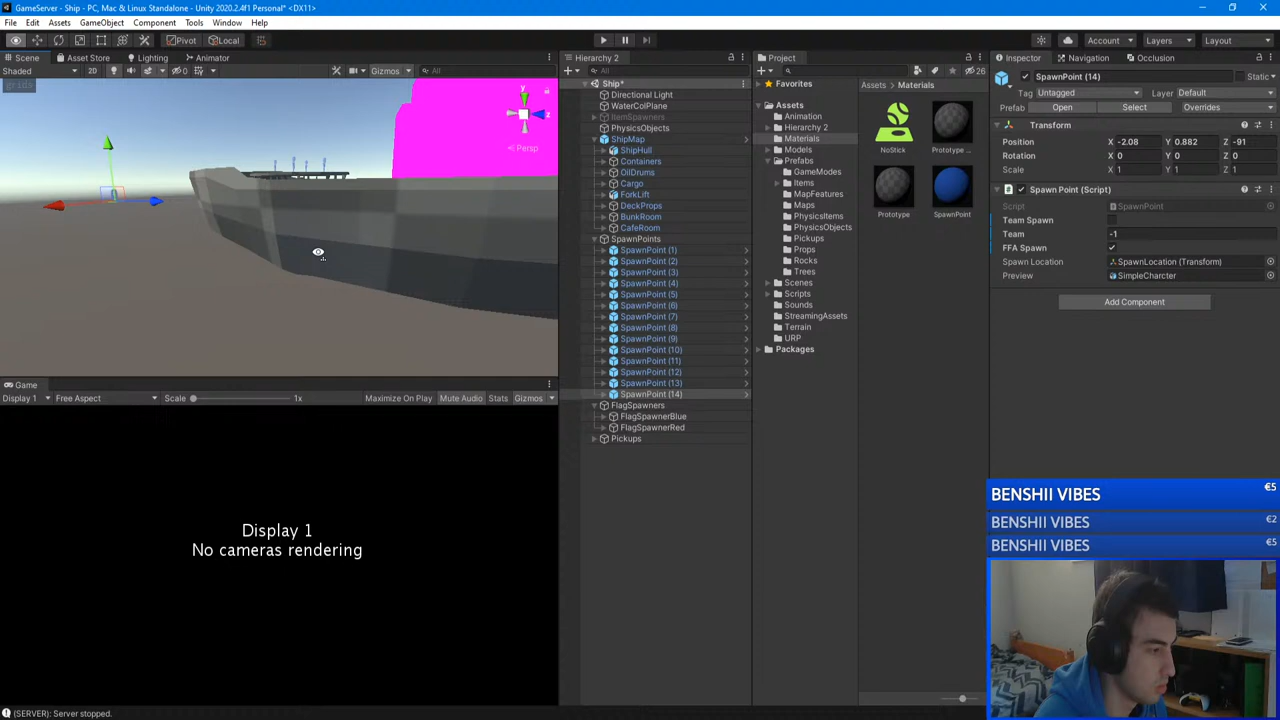 GameServer - Ship - PC, Mac & Linux Standalone - Unity 2020.2.4f1 Personal* <DX11>
File Edit Assets GameObject Component Tools Window Help
Pivot Local Account Layers Layout
Scene Asset Store Lighting Animator
Shaded 2D 0 Gizmos All
y
z
Persp
Game
Display 1 Free Aspect Scale 1x Maximize On Play Mute Audio Stats Gizmos
Display 1
No cameras rendering
Hierarchy 2
All
Ship*
Directional Light
WaterColPlane
ItemSpawners
PhysicsObjects
ShipMap
ShipHull
Containers
OilDrums
Cargo
ForkLift
DeckProps
BunkRoom
CafeRoom
SpawnPoints
SpawnPoint (1)
SpawnPoint (2)
SpawnPoint (3)
SpawnPoint (4)
SpawnPoint (5)
SpawnPoint (6)
SpawnPoint (7)
SpawnPoint (8)
SpawnPoint (9)
SpawnPoint (10)
SpawnPoint (11)
SpawnPoint (12)
SpawnPoint (13)
SpawnPoint (14)
FlagSpawners
FlagSpawnerBlue
FlagSpawnerRed
Pickups
Project
26
Favorites
Assets
Animation
Hierarchy 2
Materials
Models
Prefabs
GameModes
Items
MapFeatures
Maps
PhysicsItems
PhysicsObjects
Pickups
Props
Rocks
Trees
Scenes
Scripts
Sounds
StreamingAssets
Terrain
URP
Packages
Assets Materials
NoStick Prototype ...
Prototype SpawnPoint
Inspector Navigation Occlusion
SpawnPoint (14) Static
Tag Untagged Layer Default
Prefab Open Select Overrides
Transform
Position X -2.08 Y 0.882 Z -91
Rotation X 0 Y 0 Z 0
Scale X 1 Y 1 Z 1
Spawn Point (Script)
Script SpawnPoint
Team Spawn
Team -1
FFA Spawn
Spawn Location SpawnLocation (Transform)
Preview SimpleCharcter
Add Component
BENSHII VIBES €5
BENSHII VIBES €2
BENSHII VIBES €5
(SERVER): Server stopped.